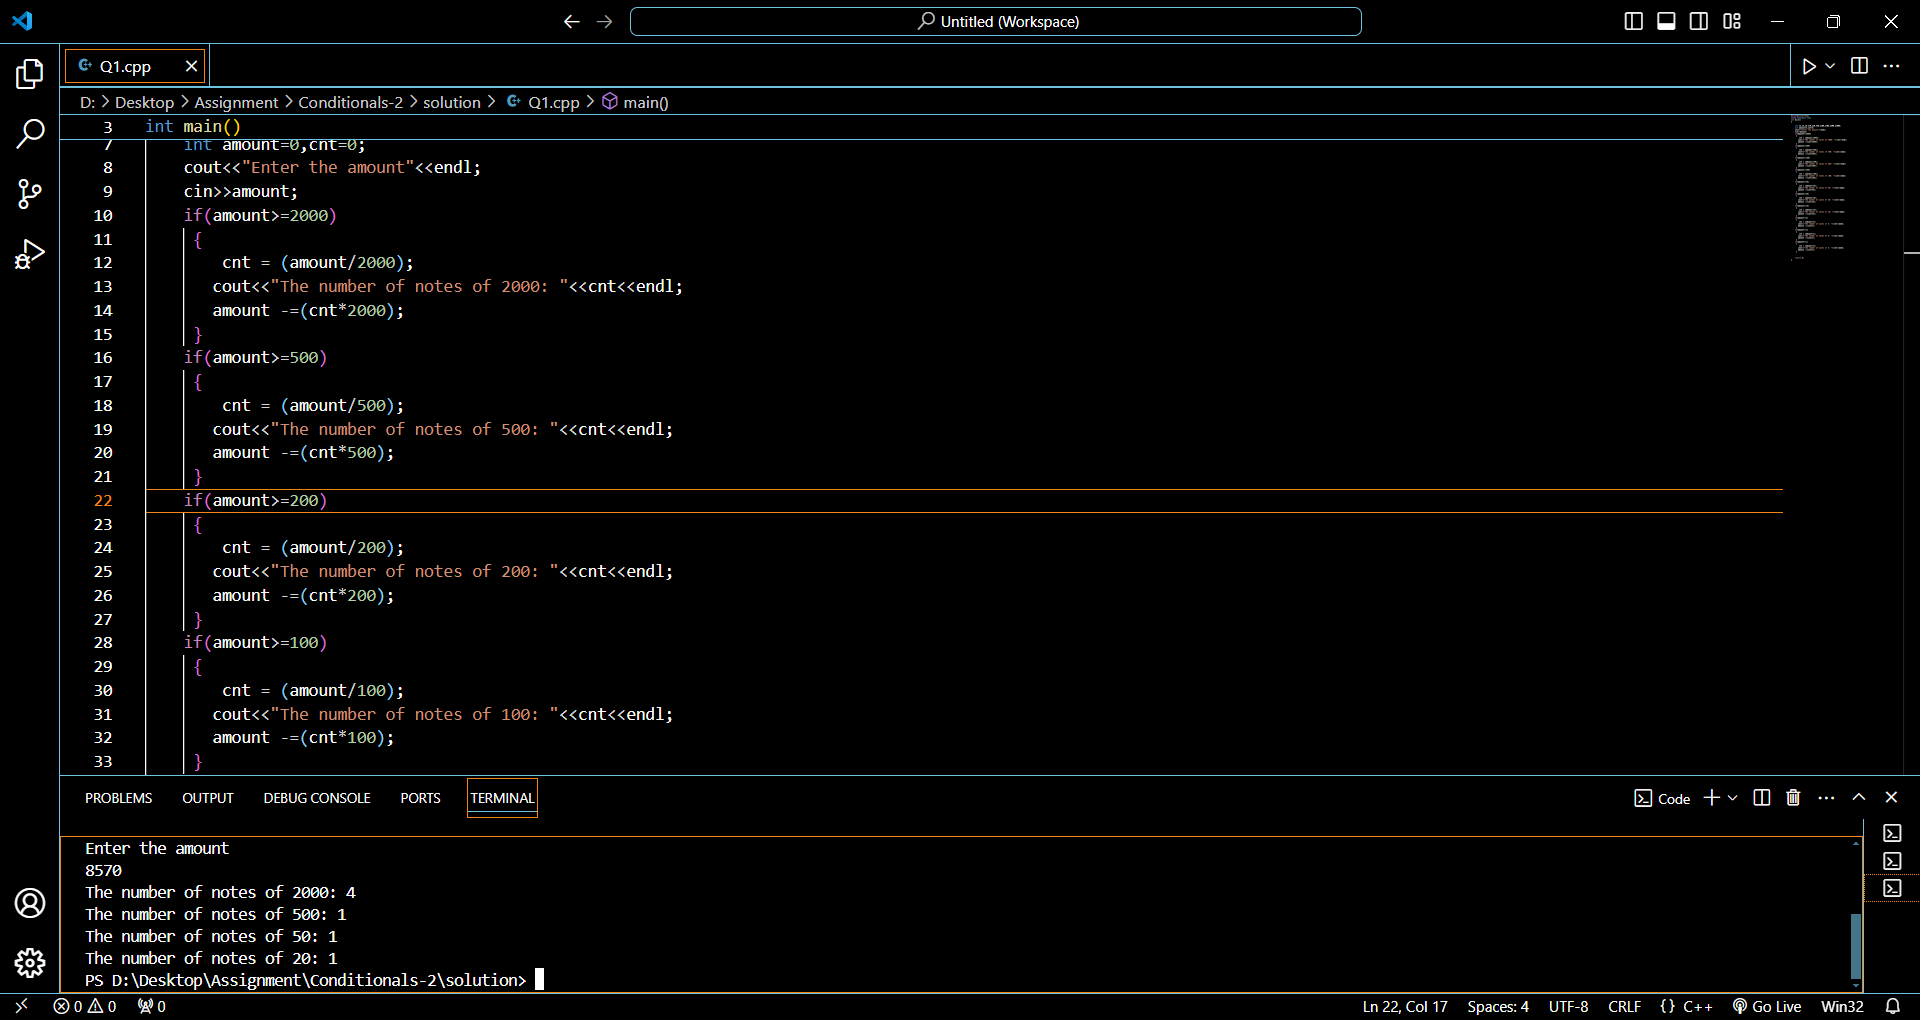 Untitled (Workspace)
Q1.cpp
D: > Desktop > Assignment > Conditionals-2 > solution > Q1.cpp > main()
3 int main()
7 int amount=0,cnt=0;
8 cout<<"Enter the amount"<<endl;
9 cin>>amount;
10 if(amount>=2000)
11 {
12 cnt = (amount/2000);
13 cout<<"The number of notes of 2000: "<<cnt<<endl;
14 amount -=(cnt*2000);
15 }
16 if(amount>=500)
17 {
18 cnt = (amount/500);
19 cout<<"The number of notes of 500: "<<cnt<<endl;
20 amount -=(cnt*500);
21 }
22 if(amount>=200)
23 {
24 cnt = (amount/200);
25 cout<<"The number of notes of 200: "<<cnt<<endl;
26 amount -=(cnt*200);
27 }
28 if(amount>=100)
29 {
30 cnt = (amount/100);
31 cout<<"The number of notes of 100: "<<cnt<<endl;
32 amount -=(cnt*100);
33 }
PROBLEMS OUTPUT DEBUG CONSOLE PORTS TERMINAL Code
Enter the amount
8570
The number of notes of 2000: 4
The number of notes of 500: 1
The number of notes of 50: 1
The number of notes of 20: 1
PS D:\Desktop\Assignment\Conditionals-2\solution>
0 0 0 Ln 22, Col 17 Spaces: 4 UTF-8 CRLF {} C++ Go Live Win32